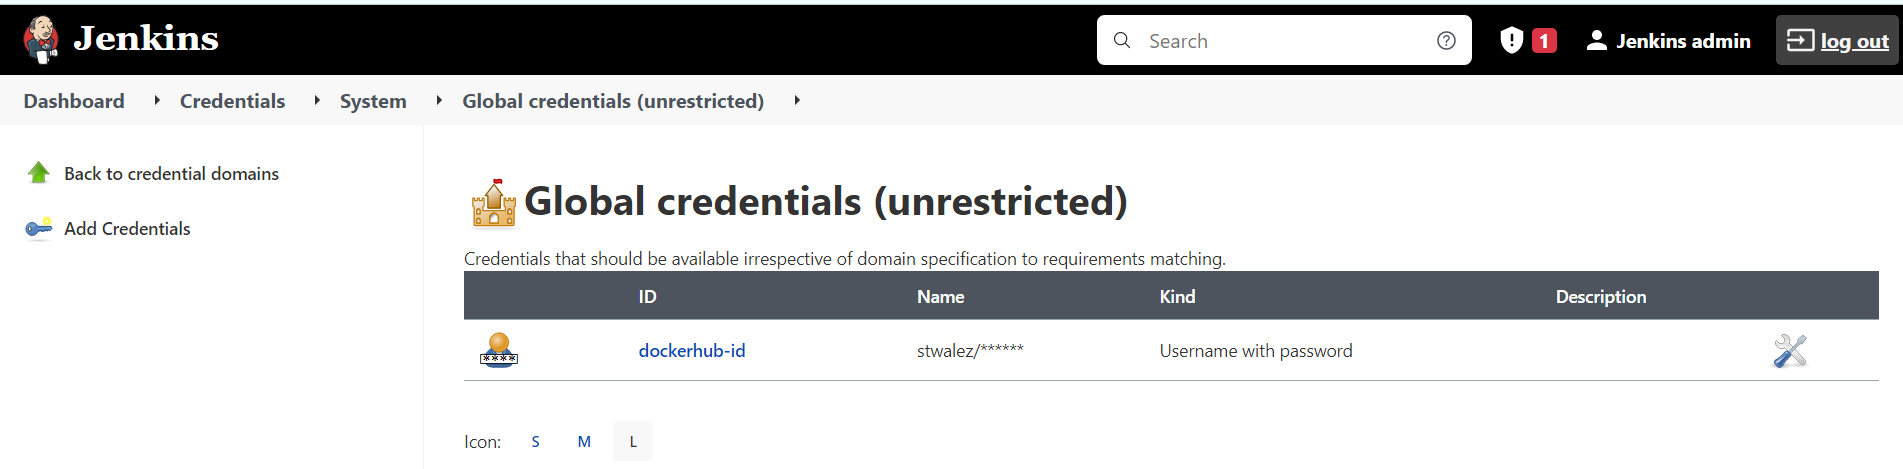 Jenkins
Search
1
Jenkins admin
log out
Dashboard
Credentials
System
Global credentials (unrestricted)
Back to credential domains
Add Credentials
Global credentials (unrestricted)
Credentials that should be available irrespective of domain specification to requirements matching.
ID Name Kind Description
dockerhub-id stwalez/****** Username with password
Icon: S M L